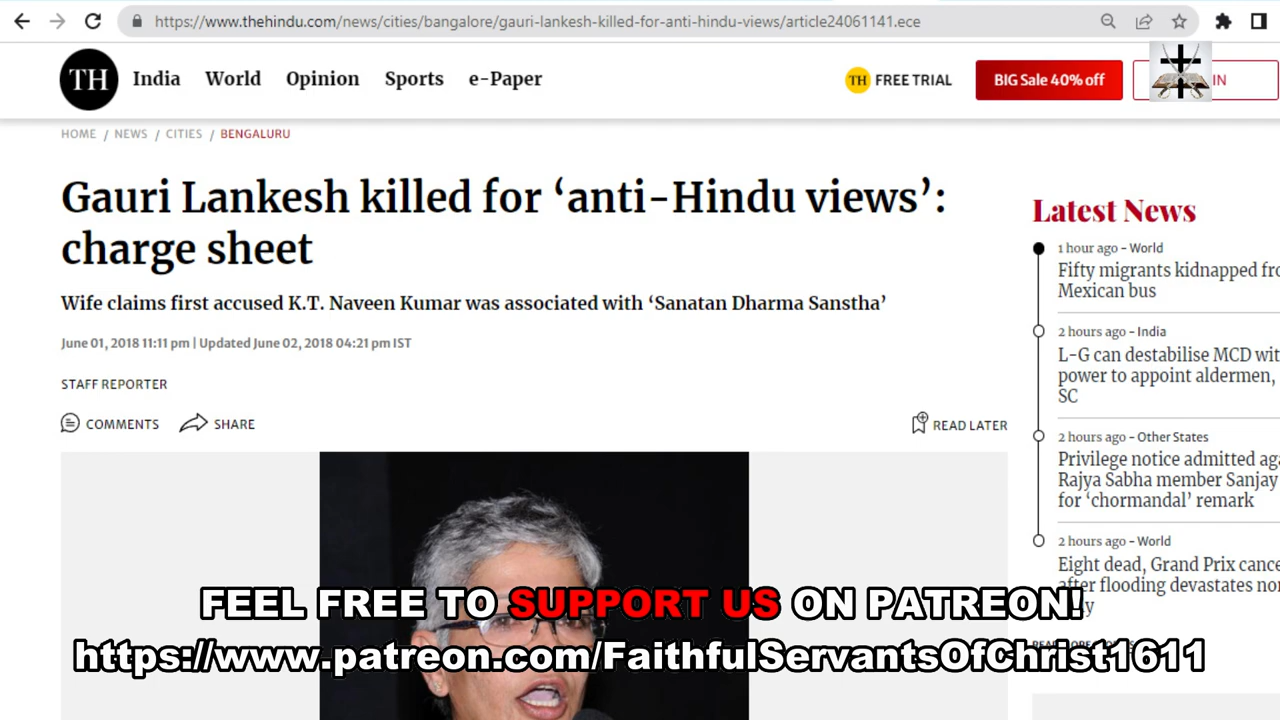 https://www.thehindu.com/news/cities/bangalore/gauri-lankesh-killed-for-anti-hindu-views/article24061141.ece
TH India World Opinion Sports e-Paper TH FREE TRIAL BIG Sale 40% off IN
HOME / NEWS / CITIES / BENGALURU
Gauri Lankesh killed for ‘anti-Hindu views’:
charge sheet
Wife claims first accused K.T. Naveen Kumar was associated with ‘Sanatan Dharma Sanstha’
June 01, 2018 11:11 pm | Updated June 02, 2018 04:21 pm IST
STAFF REPORTER
COMMENTS SHARE READ LATER
Latest News
1 hour ago - World
Fifty migrants kidnapped fro
Mexican bus
2 hours ago - India
L-G can destabilise MCD wit
power to appoint aldermen,
SC
2 hours ago - Other States
Privilege notice admitted aga
Rajya Sabha member Sanjay
for ‘chormandal’ remark
2 hours ago - World
Eight dead, Grand Prix cance
after flooding devastates no
FEEL FREE TO SUPPORT US ON PATREON!
https://www.patreon.com/FaithfulServantsOfChrist1611